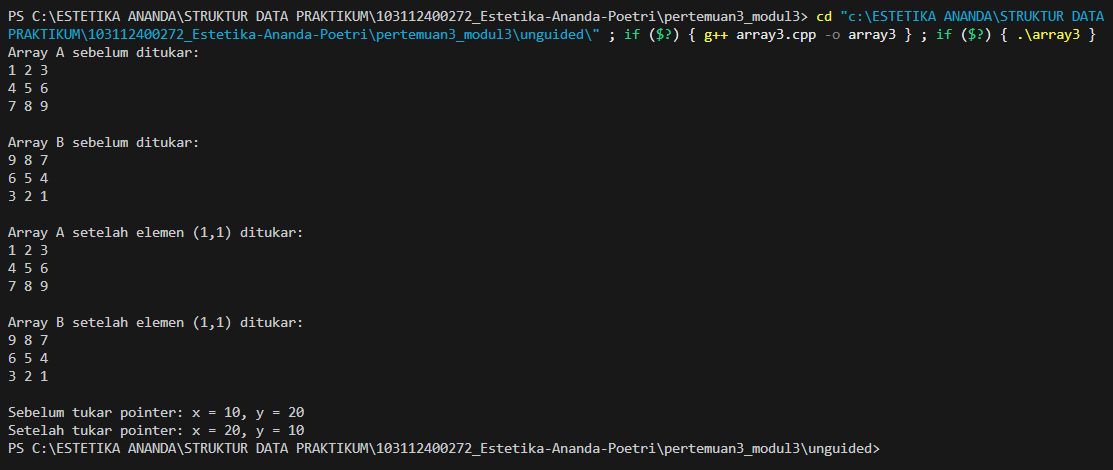 PS C:\ESTETIKA ANANDA\STRUKTUR DATA PRAKTIKUM\103112400272_Estetika-Ananda-Poetri\pertemuan3_modul3> cd "c:\ESTETIKA ANANDA\STRUKTUR DATA
PRAKTIKUM\103112400272_Estetika-Ananda-Poetri\pertemuan3_modul3\unguided\" ; if ($?) { g++ array3.cpp -o array3 } ; if ($?) { .\array3 }
Array A sebelum ditukar:
1 2 3
4 5 6
7 8 9

Array B sebelum ditukar:
9 8 7
6 5 4
3 2 1

Array A setelah elemen (1,1) ditukar:
1 2 3
4 5 6
7 8 9

Array B setelah elemen (1,1) ditukar:
9 8 7
6 5 4
3 2 1

Sebelum tukar pointer: x = 10, y = 20
Setelah tukar pointer: x = 20, y = 10
PS C:\ESTETIKA ANANDA\STRUKTUR DATA PRAKTIKUM\103112400272_Estetika-Ananda-Poetri\pertemuan3_modul3\unguided>